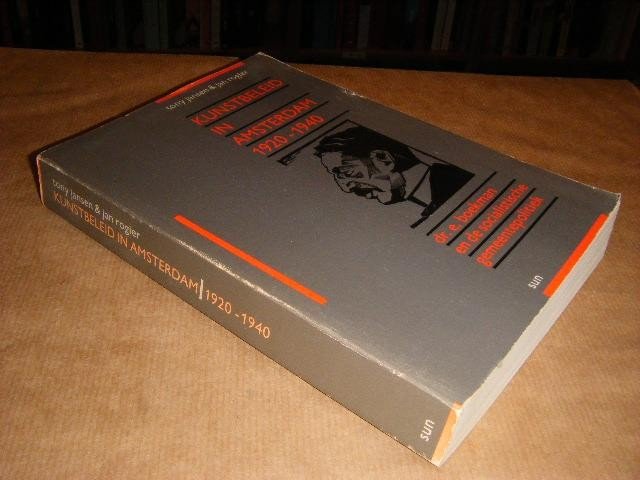 tony jansen & jan rogier
KUNSTBELEID
IN
AMSTERDAM
1920-1940
dr. e. boekman
en de socialistische
gemeentepolitiek
sun
tony jansen & jan rogier
KUNSTBELEID IN AMSTERDAM | 1920-1940
sun